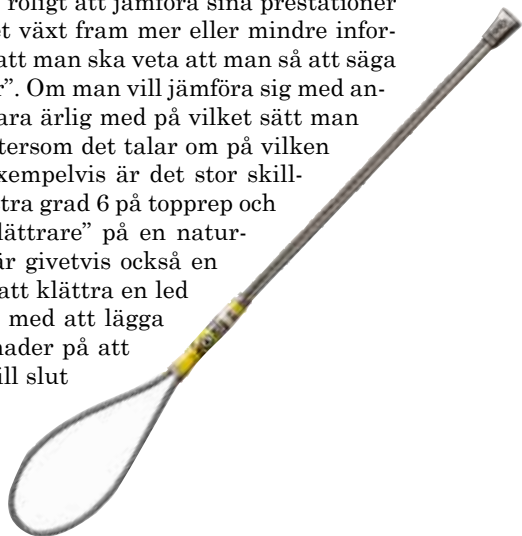 roligt att jämföra sina prestationer
et växt fram mer eller mindre infor-
att man ska veta att man så att säga
r”. Om man vill jämföra sig med an-
ara ärlig med på vilket sätt man
tersom det talar om på vilken
xempelvis är det stor skill-
tra grad 6 på topprep och
lättrare” på en natur-
är givetvis också en
att klättra en led
med att lägga
nader på att
ill slut